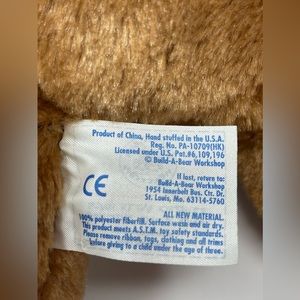 Product of China, Hand stuffed in the U.S.A.
Reg. No. PA-10709(HK)
Licensed under U.S. Pat.#6,109,196
© Build-A-Bear Workshop
If lost, return to:
Build-A-Bear Workshop
1954 Innerbelt Bus. Ctr. Dr.
St. Louis, Mo. 63114-5760
CE
ALL NEW MATERIAL.
100% polyester fiberfill. Surface wash and air dry.
This product meets A.S.T.M. toy safety standards.
Please remove ribbon, tags, clothing and all trims
before giving to a child under the age of three.